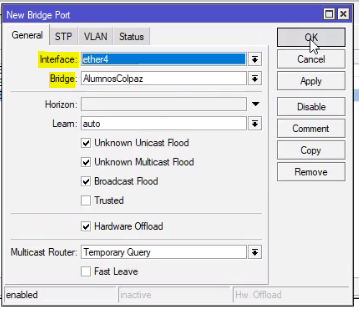 New Bridge Port
General STP VLAN Status
Interface: ether4
Bridge: AlumnosColpaz
Horizon:
Learn: auto
Unknown Unicast Flood
Unknown Multicast Flood
Broadcast Flood
Trusted
Hardware Offload
Multicast Router: Temporary Query
Fast Leave
OK
Cancel
Apply
Disable
Comment
Copy
Remove
enabled inactive Hw. Offload